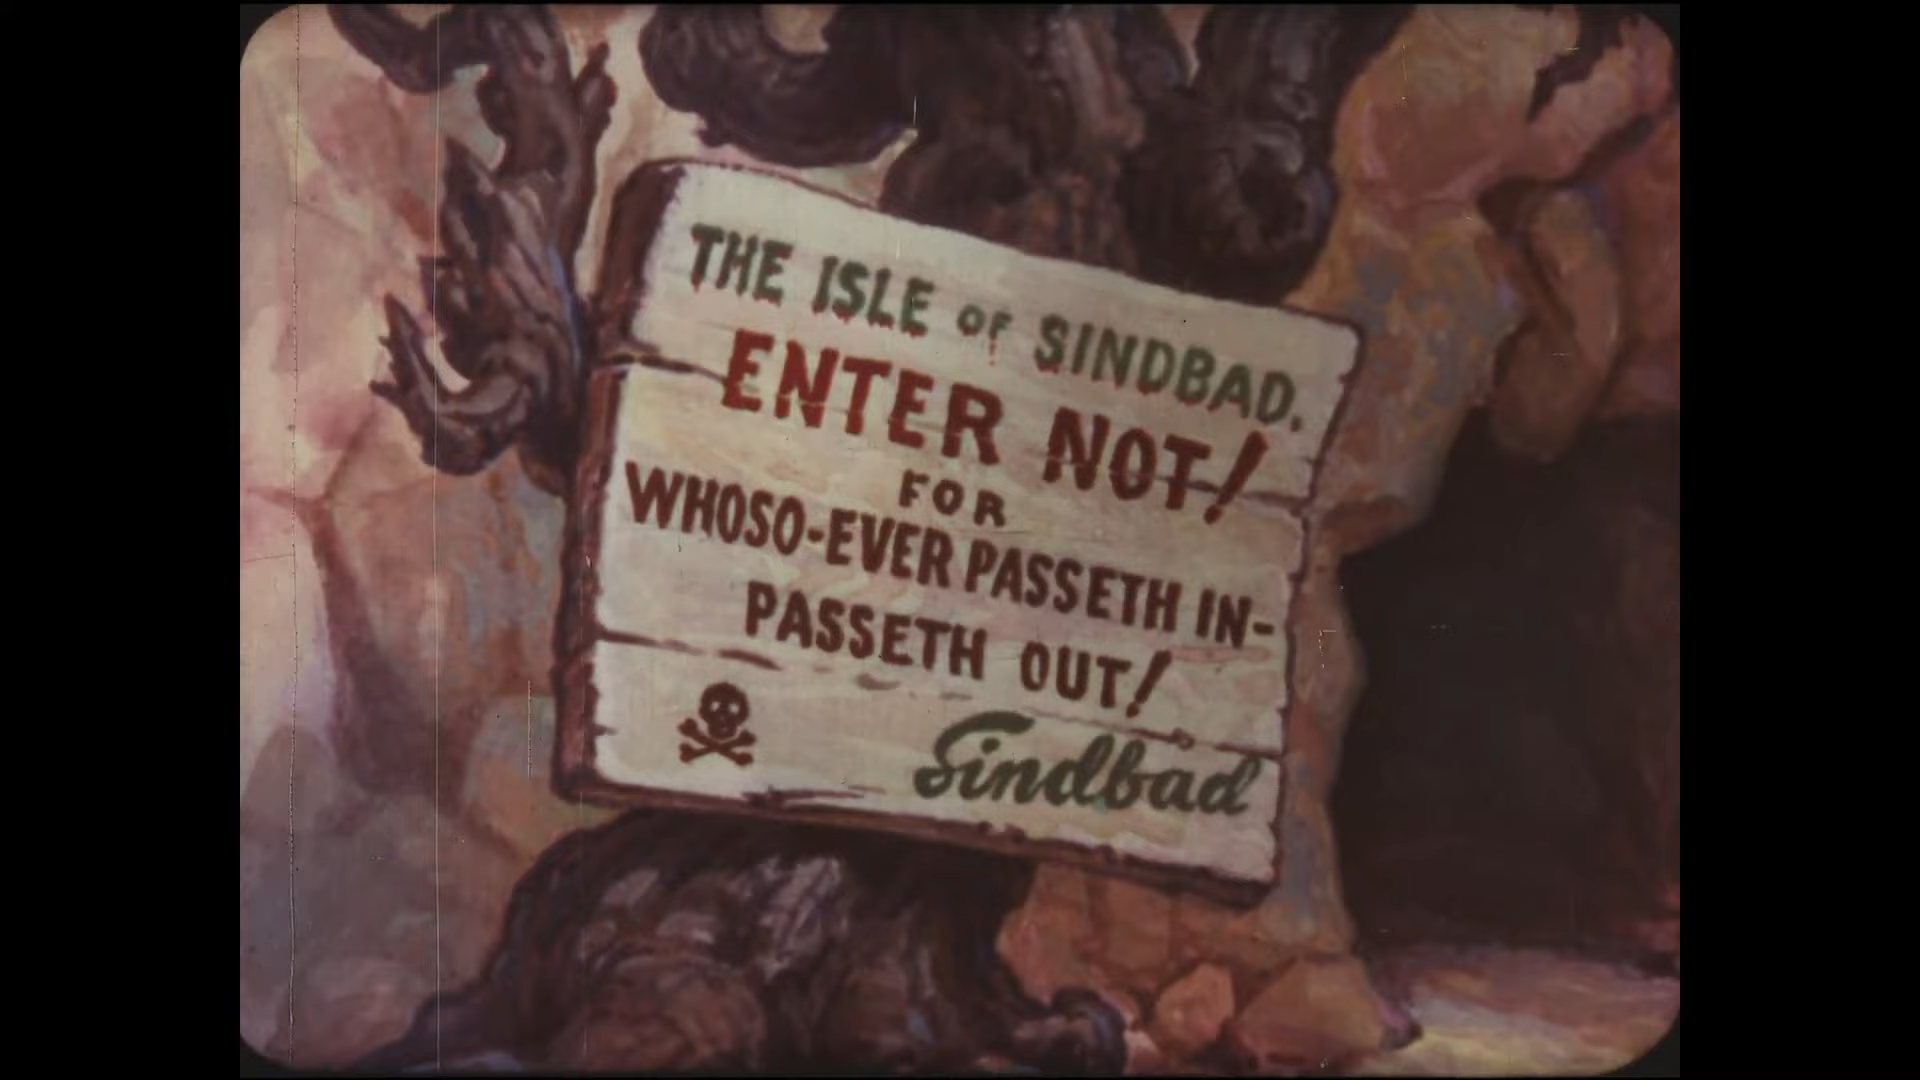 THE ISLE OF SINDBAD.
ENTER NOT!
FOR
WHOSO-EVER PASSETH IN-
PASSETH OUT!
Sindbad